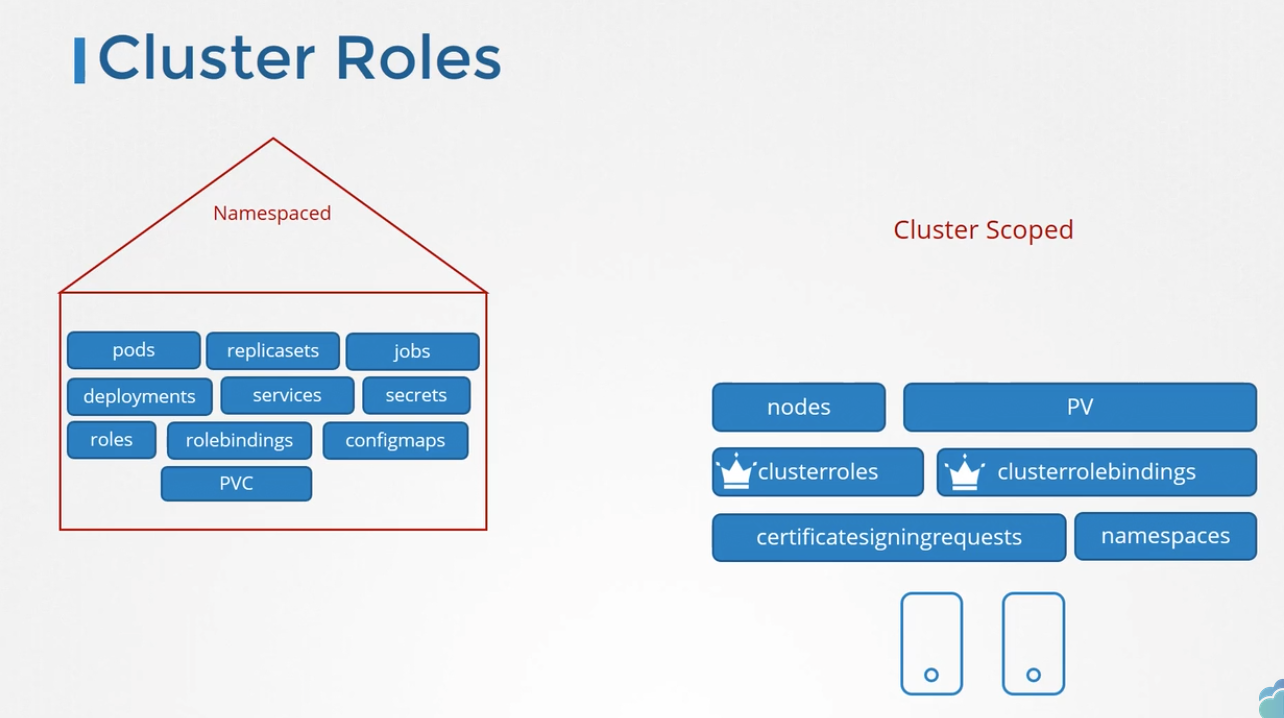 Cluster Roles
Namespaced
pods replicasets jobs
deployments services secrets
roles rolebindings configmaps
PVC
Cluster Scoped
nodes PV
clusterroles clusterrolebindings
certificatesigningrequests namespaces